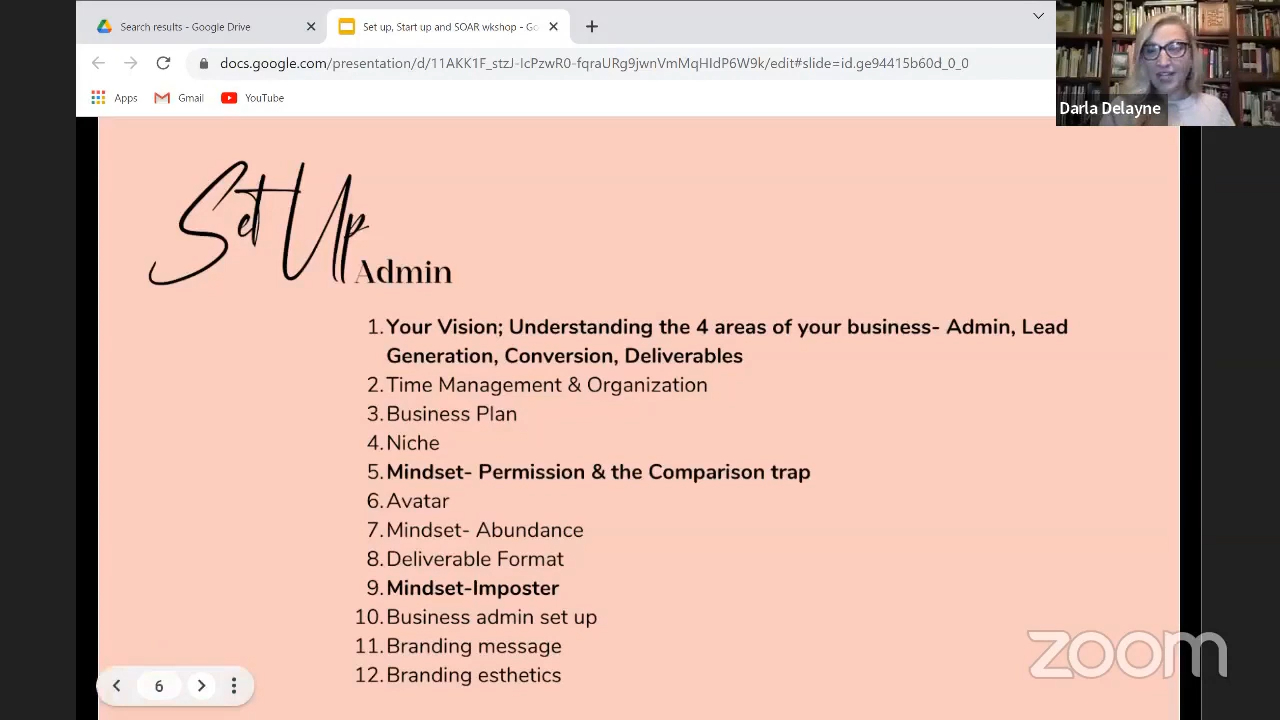 Search results - Google Drive
Set up, Start up and SOAR wkshop - Go
docs.google.com/presentation/d/11AKK1F_stzJ-IcPzwR0-fqraURg9jwnVmMqHIdP6W9k/edit#slide=id.ge94415b60d_0_0
Apps Gmail YouTube
Darla Delayne
Set Up
Admin
1. Your Vision; Understanding the 4 areas of your business- Admin, Lead
Generation, Conversion, Deliverables
2. Time Management & Organization
3. Business Plan
4. Niche
5. Mindset- Permission & the Comparison trap
6. Avatar
7. Mindset- Abundance
8. Deliverable Format
9. Mindset-Imposter
10. Business admin set up
11. Branding message
12. Branding esthetics
6
zoom